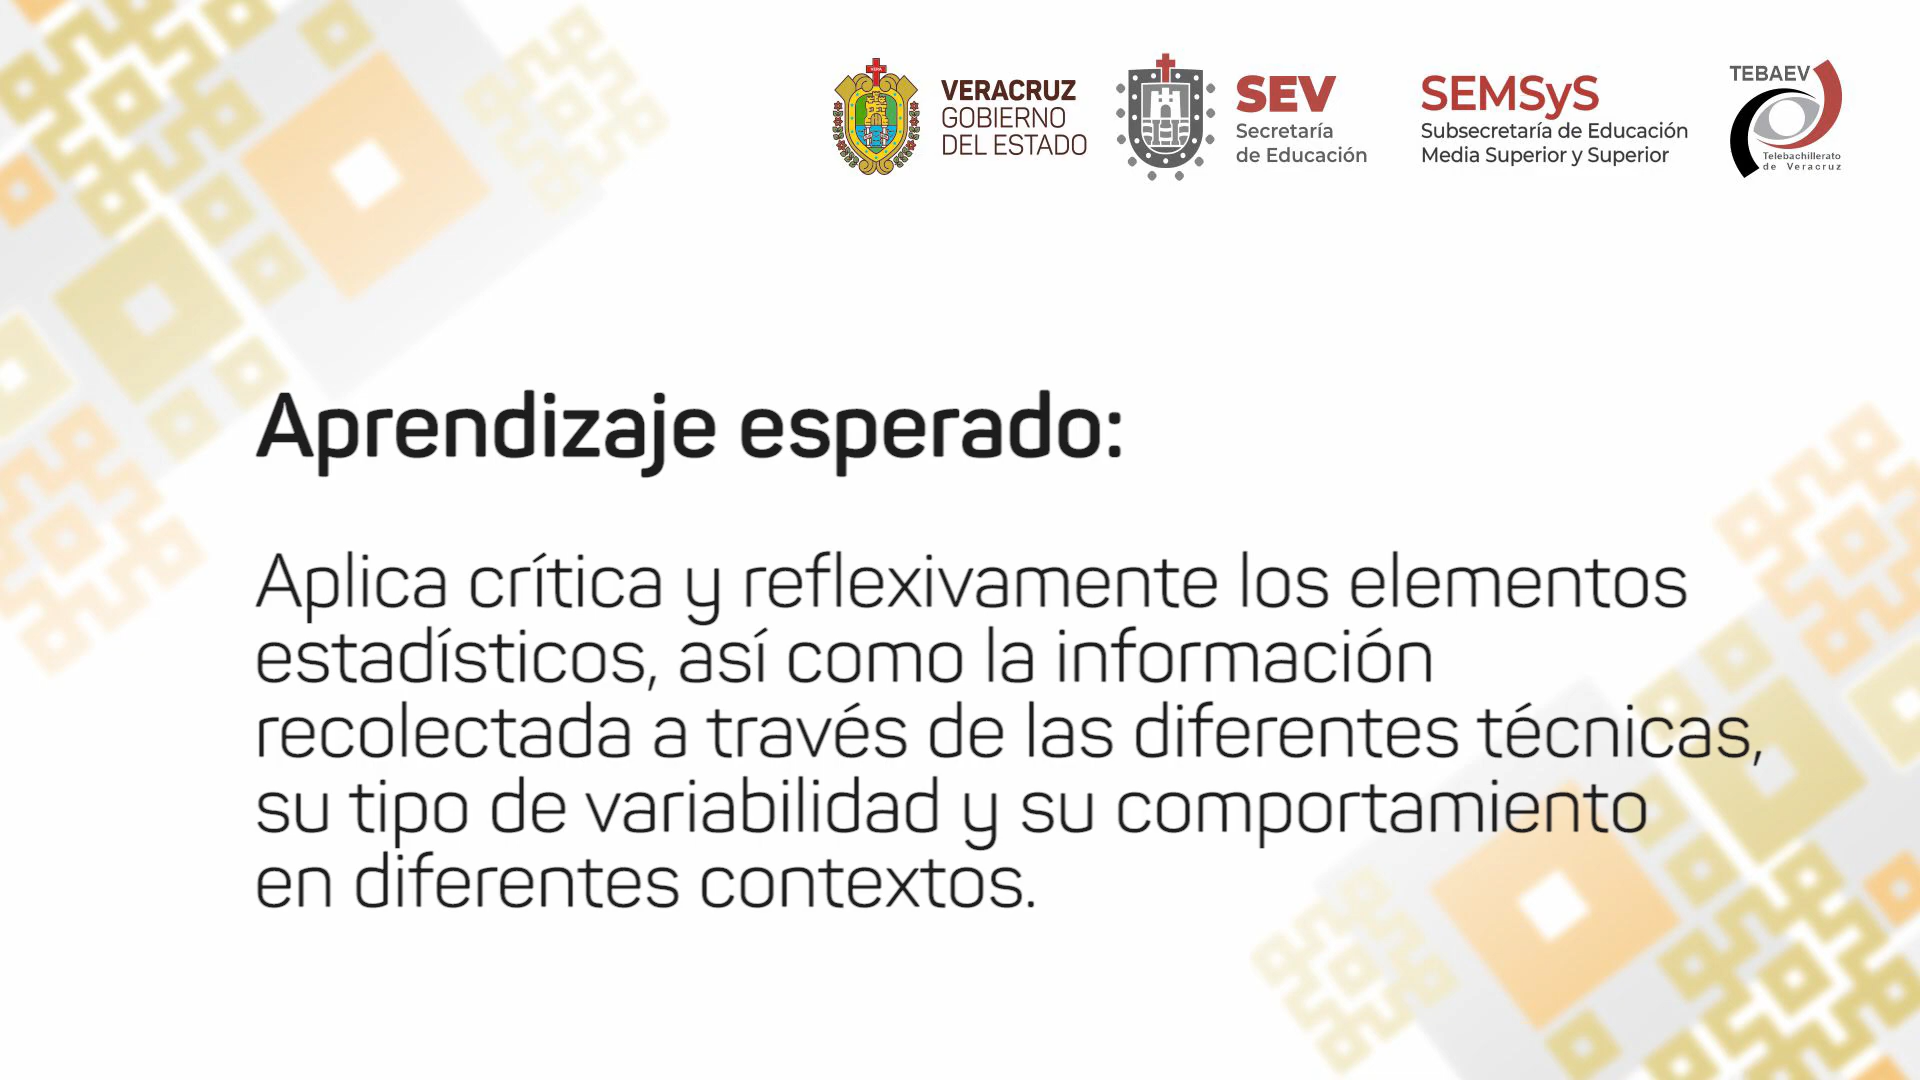 VERACRUZ
GOBIERNO
DEL ESTADO
SEV
Secretaría
de Educación
SEMSyS
Subsecretaría de Educación
Media Superior y Superior
TEBAEV
Telebachillerato
de Veracruz
Aprendizaje esperado:
Aplica crítica y reflexivamente los elementos
estadísticos, así como la información
recolectada a través de las diferentes técnicas,
su tipo de variabilidad y su comportamiento
en diferentes contextos.